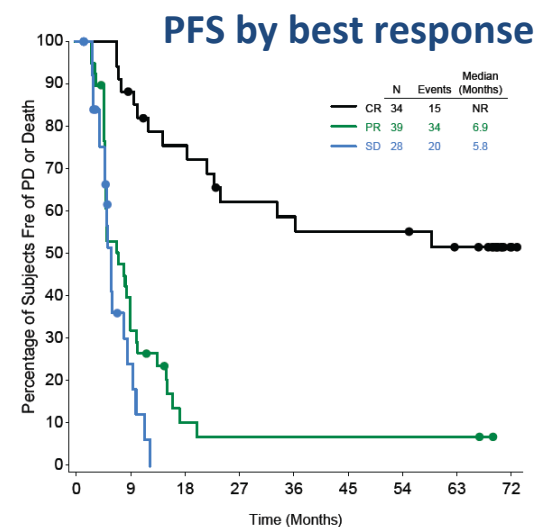 PFS by best response
Median
N Events (Months)
CR 34 15 NR
PR 39 34 6.9
SD 28 20 5.8
Percentage of Subjects Fre of PD or Death
100
90
80
70
60
50
40
30
20
10
0
0 9 18 27 36 45 54 63 72
Time (Months)